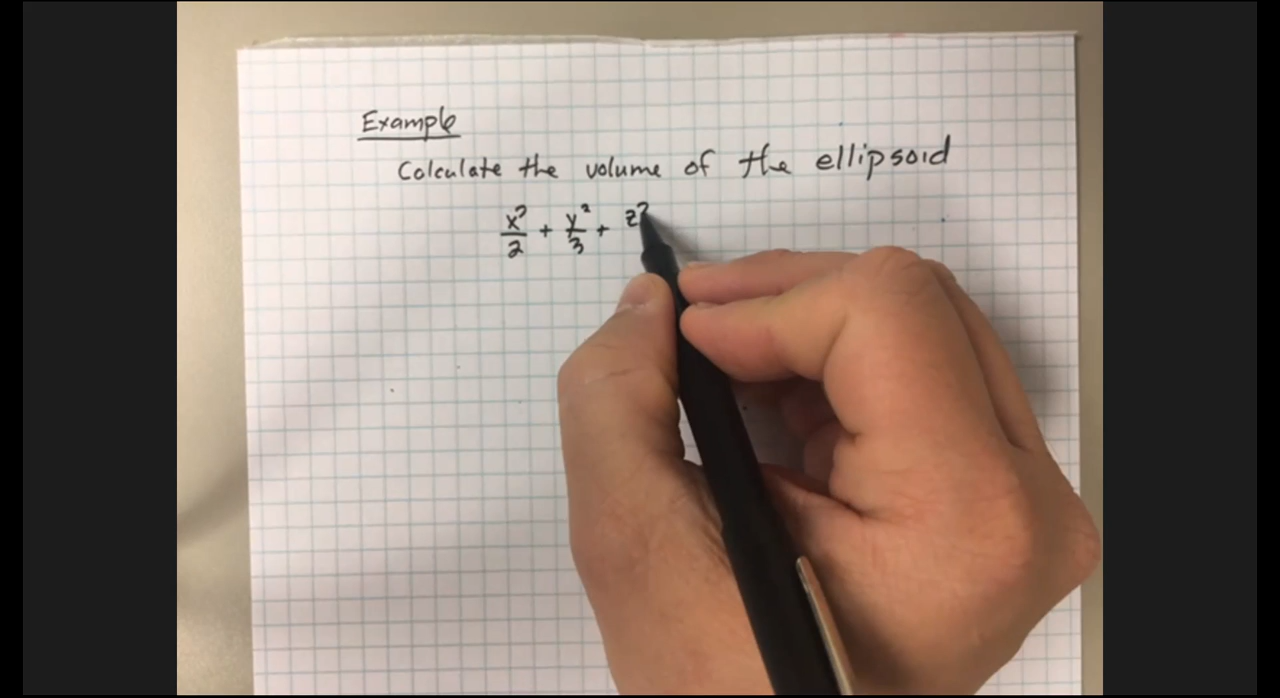 Example
Calculate the volume of the ellipsoid
x²/2 + y²/3 + z²